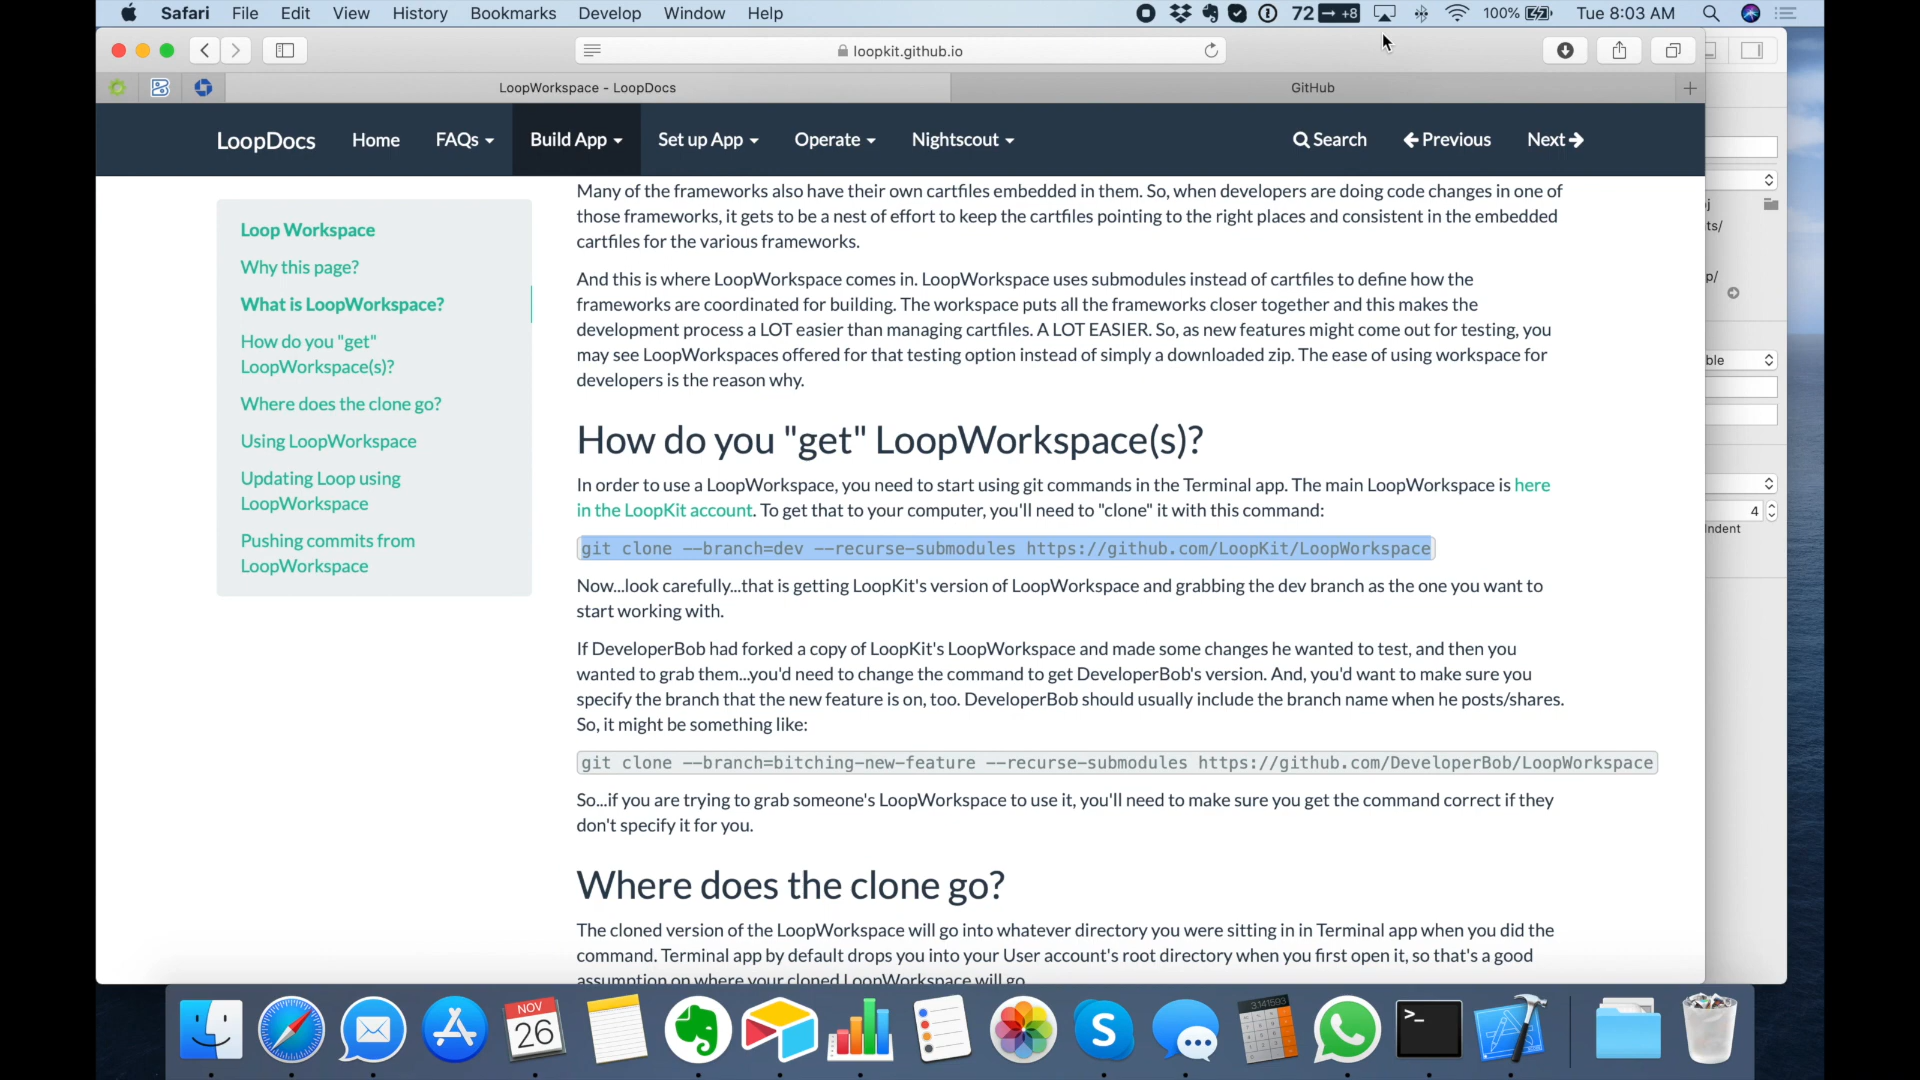 Safari File Edit View History Bookmarks Develop Window Help 72 → +8 100% Tue 8:03 AM
loopkit.github.io
LoopWorkspace - LoopDocs
GitHub
LoopDocs Home FAQs Build App Set up App Operate Nightscout Search Previous Next
Loop Workspace
Why this page?
What is LoopWorkspace?
How do you "get"
LoopWorkspace(s)?
Where does the clone go?
Using LoopWorkspace
Updating Loop using
LoopWorkspace
Pushing commits from
LoopWorkspace
Many of the frameworks also have their own cartfiles embedded in them. So, when developers are doing code changes in one of
those frameworks, it gets to be a nest of effort to keep the cartfiles pointing to the right places and consistent in the embedded
cartfiles for the various frameworks.
And this is where LoopWorkspace comes in. LoopWorkspace uses submodules instead of cartfiles to define how the
frameworks are coordinated for building. The workspace puts all the frameworks closer together and this makes the
development process a LOT easier than managing cartfiles. A LOT EASIER. So, as new features might come out for testing, you
may see LoopWorkspaces offered for that testing option instead of simply a downloaded zip. The ease of using workspace for
developers is the reason why.
How do you "get" LoopWorkspace(s)?
In order to use a LoopWorkspace, you need to start using git commands in the Terminal app. The main LoopWorkspace is here
in the LoopKit account. To get that to your computer, you'll need to "clone" it with this command:
git clone --branch=dev --recurse-submodules https://github.com/LoopKit/LoopWorkspace
Now...look carefully...that is getting LoopKit's version of LoopWorkspace and grabbing the dev branch as the one you want to
start working with.
If DeveloperBob had forked a copy of LoopKit's LoopWorkspace and made some changes he wanted to test, and then you
wanted to grab them...you'd need to change the command to get DeveloperBob's version. And, you'd want to make sure you
specify the branch that the new feature is on, too. DeveloperBob should usually include the branch name when he posts/shares.
So, it might be something like:
git clone --branch=bitching-new-feature --recurse-submodules https://github.com/DeveloperBob/LoopWorkspace
So...if you are trying to grab someone's LoopWorkspace to use it, you'll need to make sure you get the command correct if they
don't specify it for you.
Where does the clone go?
The cloned version of the LoopWorkspace will go into whatever directory you were sitting in in Terminal app when you did the
command. Terminal app by default drops you into your User account's root directory when you first open it, so that's a good
assumption on where your cloned LoopWorkspace will go.
j
ts/
p/
ble
4
Indent
NOV
26
3.141593
>_